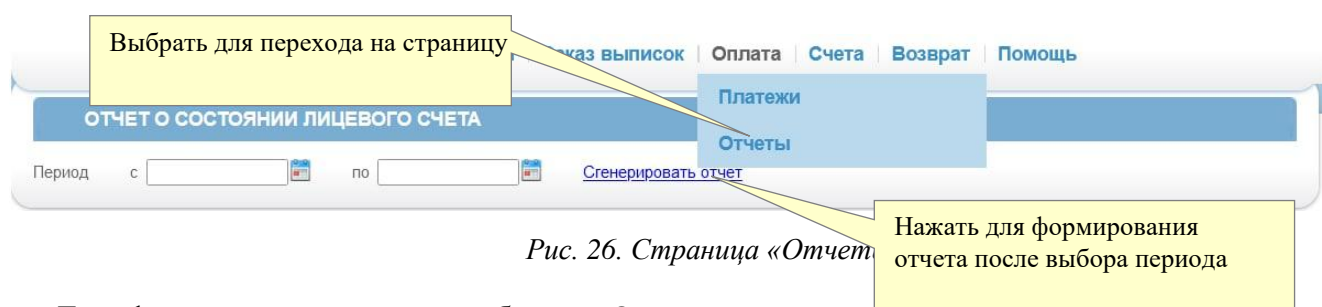 Выбрать для перехода на страницу
выписок Оплата Счета Возврат Помощь
Платежи
ОТЧЕТ О СОСТОЯНИИ ЛИЦЕВОГО СЧЕТА
Отчеты
Период с по Сгенерировать отчет
Нажать для формирования
отчета после выбора периода
Рис. 26. Страница «Отчет